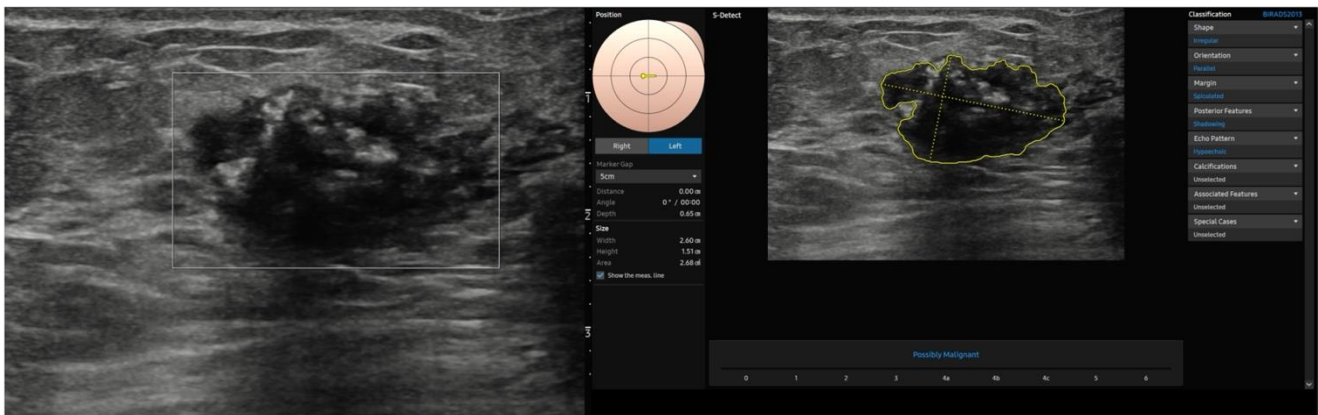 Position
1
2
3
Right Left
Marker Gap
5cm
Distance 0.00 cm
Angle 0° / 00:00
Depth 0.65 cm
Size
Width 2.60 cm
Height 1.51 cm
Area 2.68 cm²
Show the meas. line
S-Detect
Possibly Malignant
0 1 2 3 4a 4b 4c 5 6
Classification BIRADS2013
Shape
Irregular
Orientation
Parallel
Margin
Spiculated
Posterior Features
Shadowing
Echo Pattern
Hypoechoic
Calcifications
Unselected
Associated Features
Unselected
Special Cases
Unselected